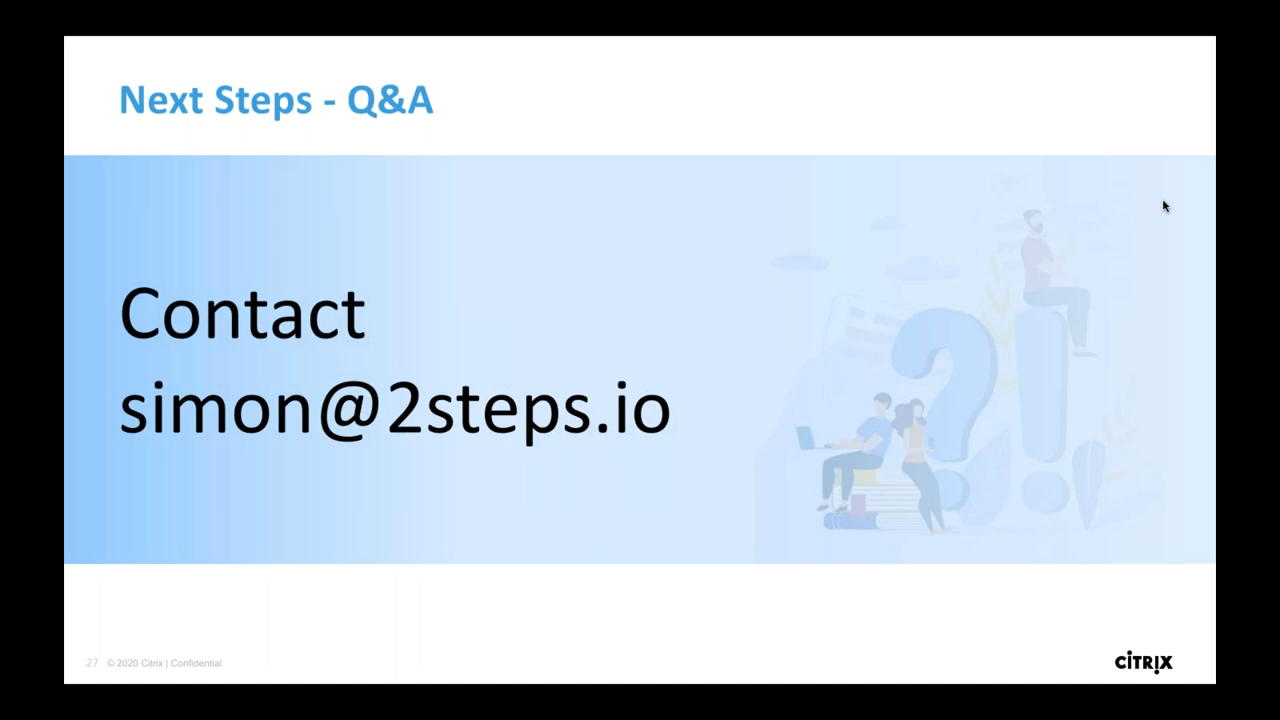 Next Steps - Q&A
Contact
simon@2steps.io
27 © 2020 Citrix | Confidential
citrix